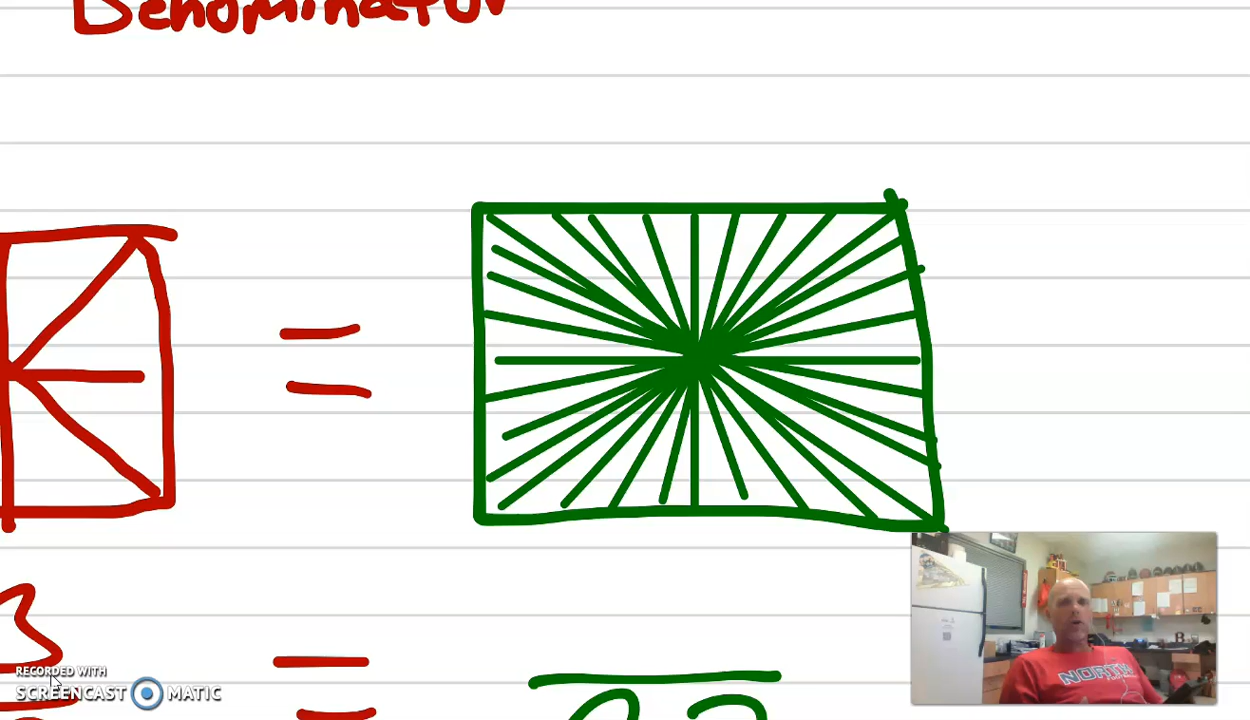 Denominator
=
3 =
RECORDED WITH
SCREENCAST MATIC
NORTH